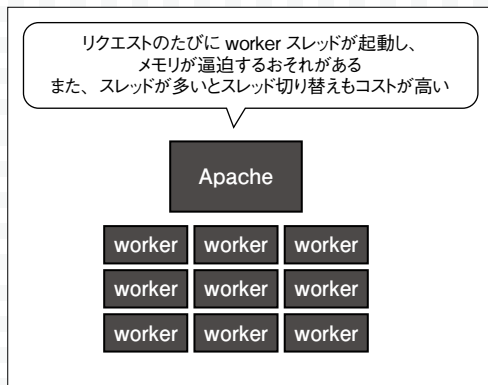 リクエストのたびに worker スレッドが起動し、
メモリが逼迫するおそれがある
また、スレッドが多いとスレッド切り替えもコストが高い
Apache
worker worker worker
worker worker worker
worker worker worker